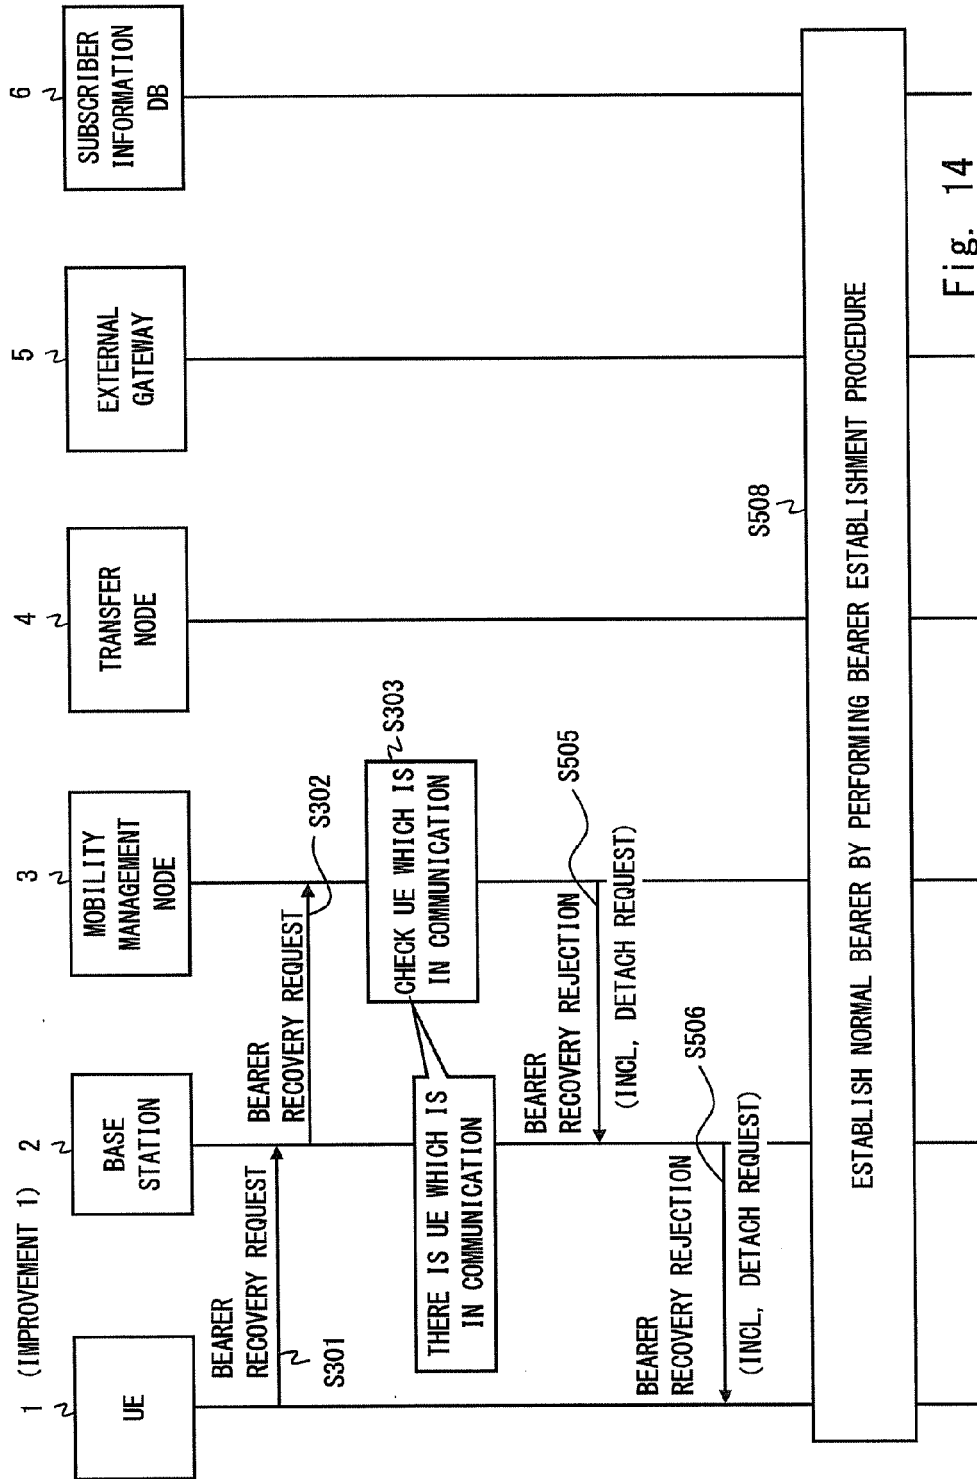 (IMPROVEMENT 1)
1
UE
2
BASE
STATION
3
MOBILITY
MANAGEMENT
NODE
4
TRANSFER
NODE
5
EXTERNAL
GATEWAY
6
SUBSCRIBER
INFORMATION
DB
BEARER
RECOVERY REQUEST
S301
BEARER
RECOVERY REQUEST
S302
CHECK UE WHICH IS
IN COMMUNICATION
S303
THERE IS UE WHICH IS
IN COMMUNICATION
BEARER
RECOVERY REJECTION
(INCL, DETACH REQUEST)
S505
BEARER
RECOVERY REJECTION
(INCL, DETACH REQUEST)
S506
S508
ESTABLISH NORMAL BEARER BY PERFORMING BEARER ESTABLISHMENT PROCEDURE
Fig. 14